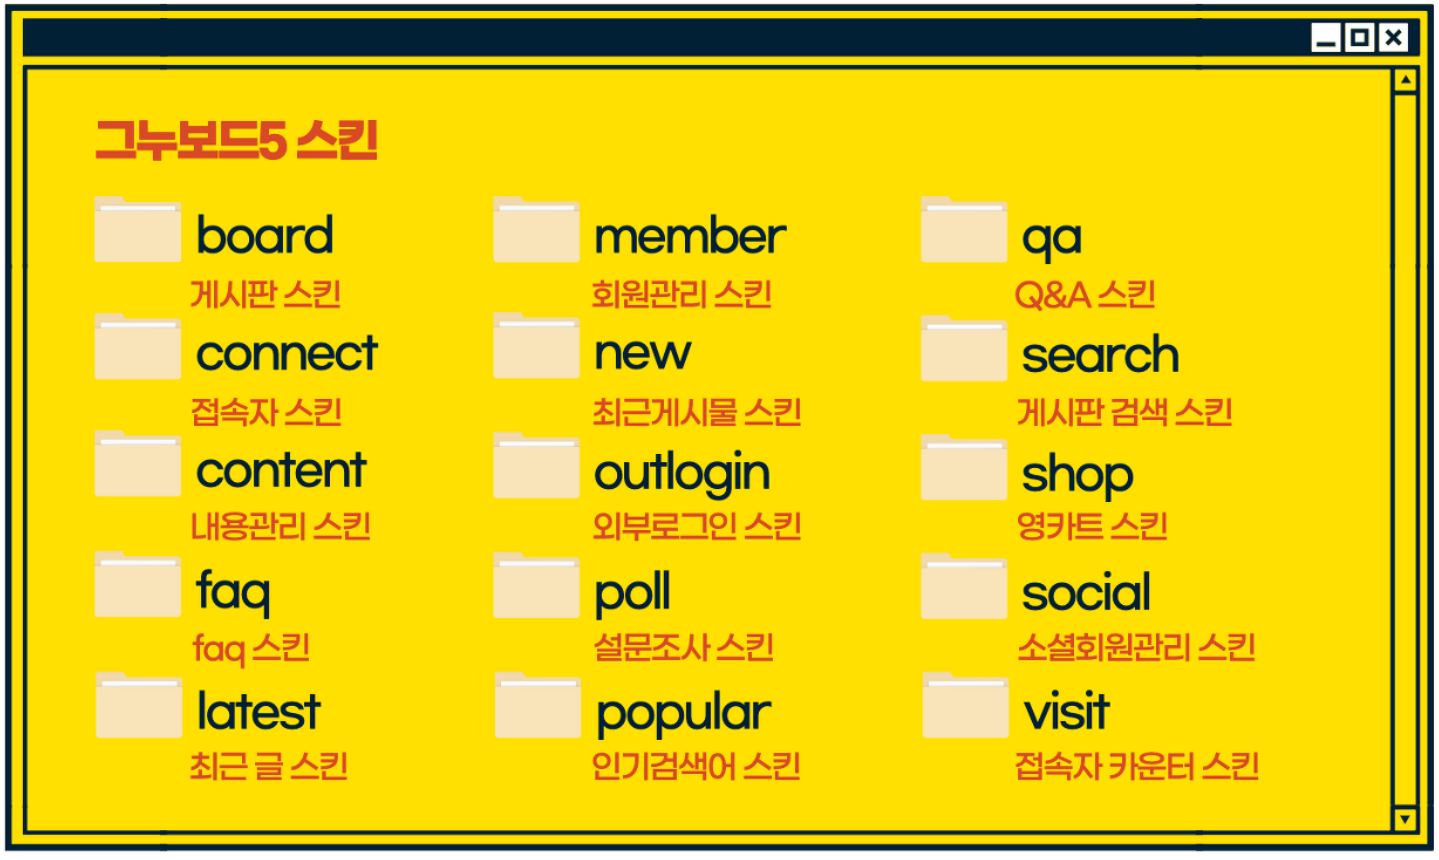 그누보드5 스킨
board
게시판 스킨
connect
접속자 스킨
content
내용관리 스킨
faq
faq 스킨
latest
최근 글 스킨
member
회원관리 스킨
new
최근게시물 스킨
outlogin
외부로그인 스킨
poll
설문조사 스킨
popular
인기검색어 스킨
qa
Q&A 스킨
search
게시판 검색 스킨
shop
영카트 스킨
social
소셜회원관리 스킨
visit
접속자 카운터 스킨